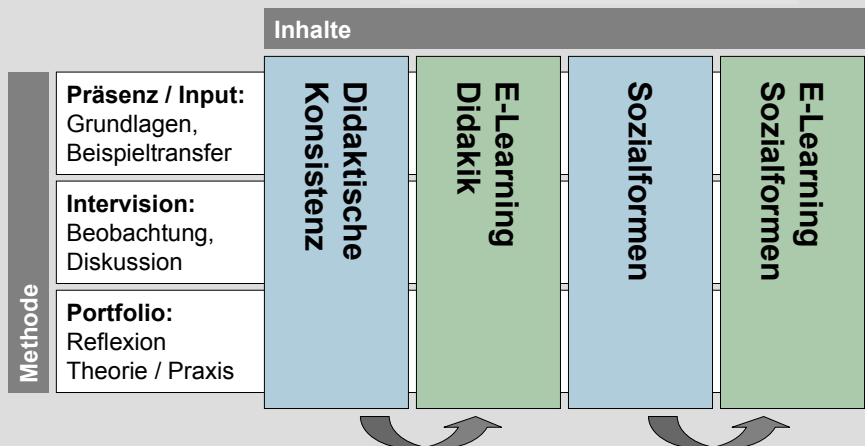 Inhalte
Methode
Präsenz / Input:
Grundlagen,
Beispieltransfer
Intervision:
Beobachtung,
Diskussion
Portfolio:
Reflexion
Theorie / Praxis
Didaktische
Konsistenz
E-Learning
Didakik
Sozialformen
E-Learning
Sozialformen